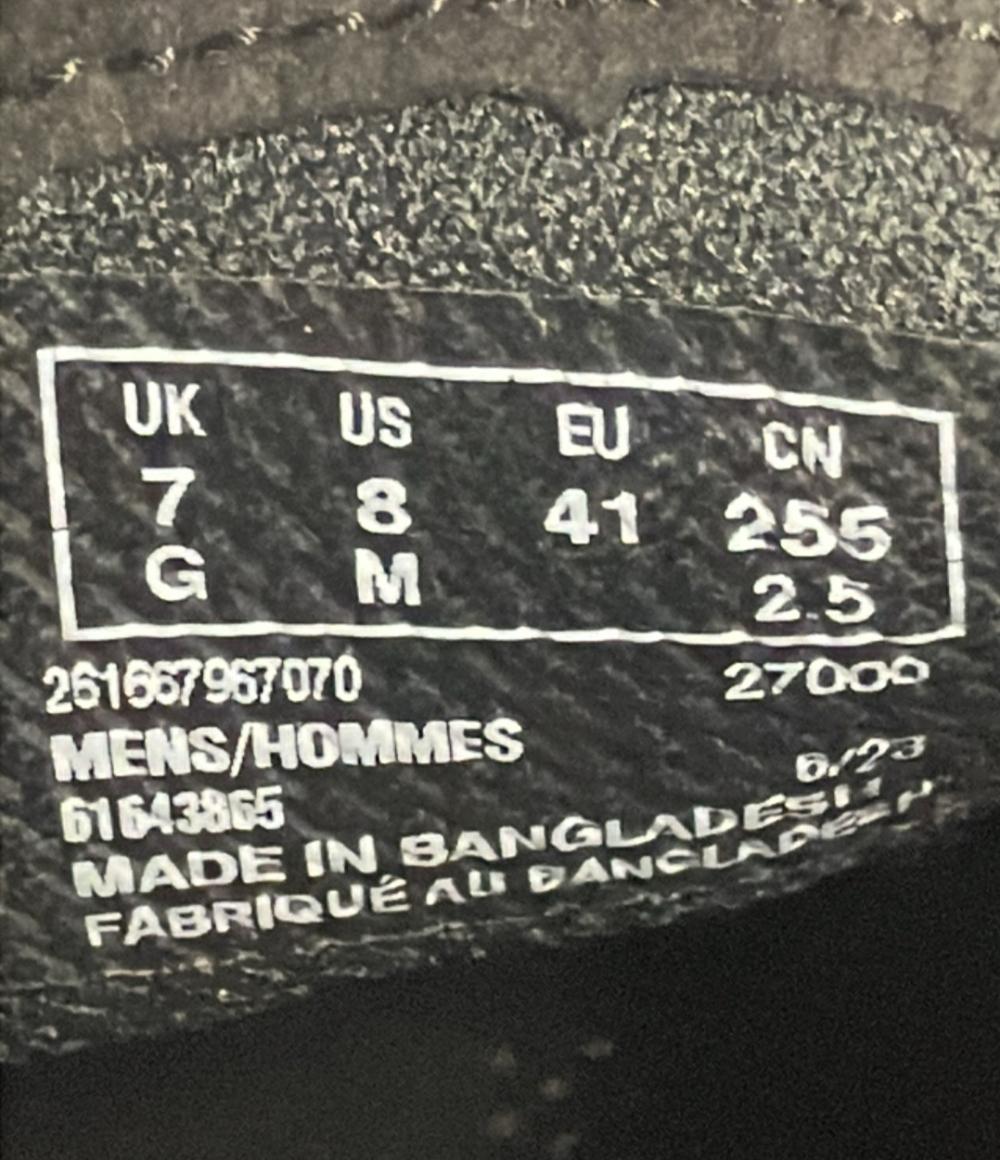 UK US EU CN
7 8 41 255
G M 2.5
261667967070 27000
MENS/HOMMES
61643865 6/23
MADE IN BANGLADESH
FABRIQUÉ AU BANGLADESH